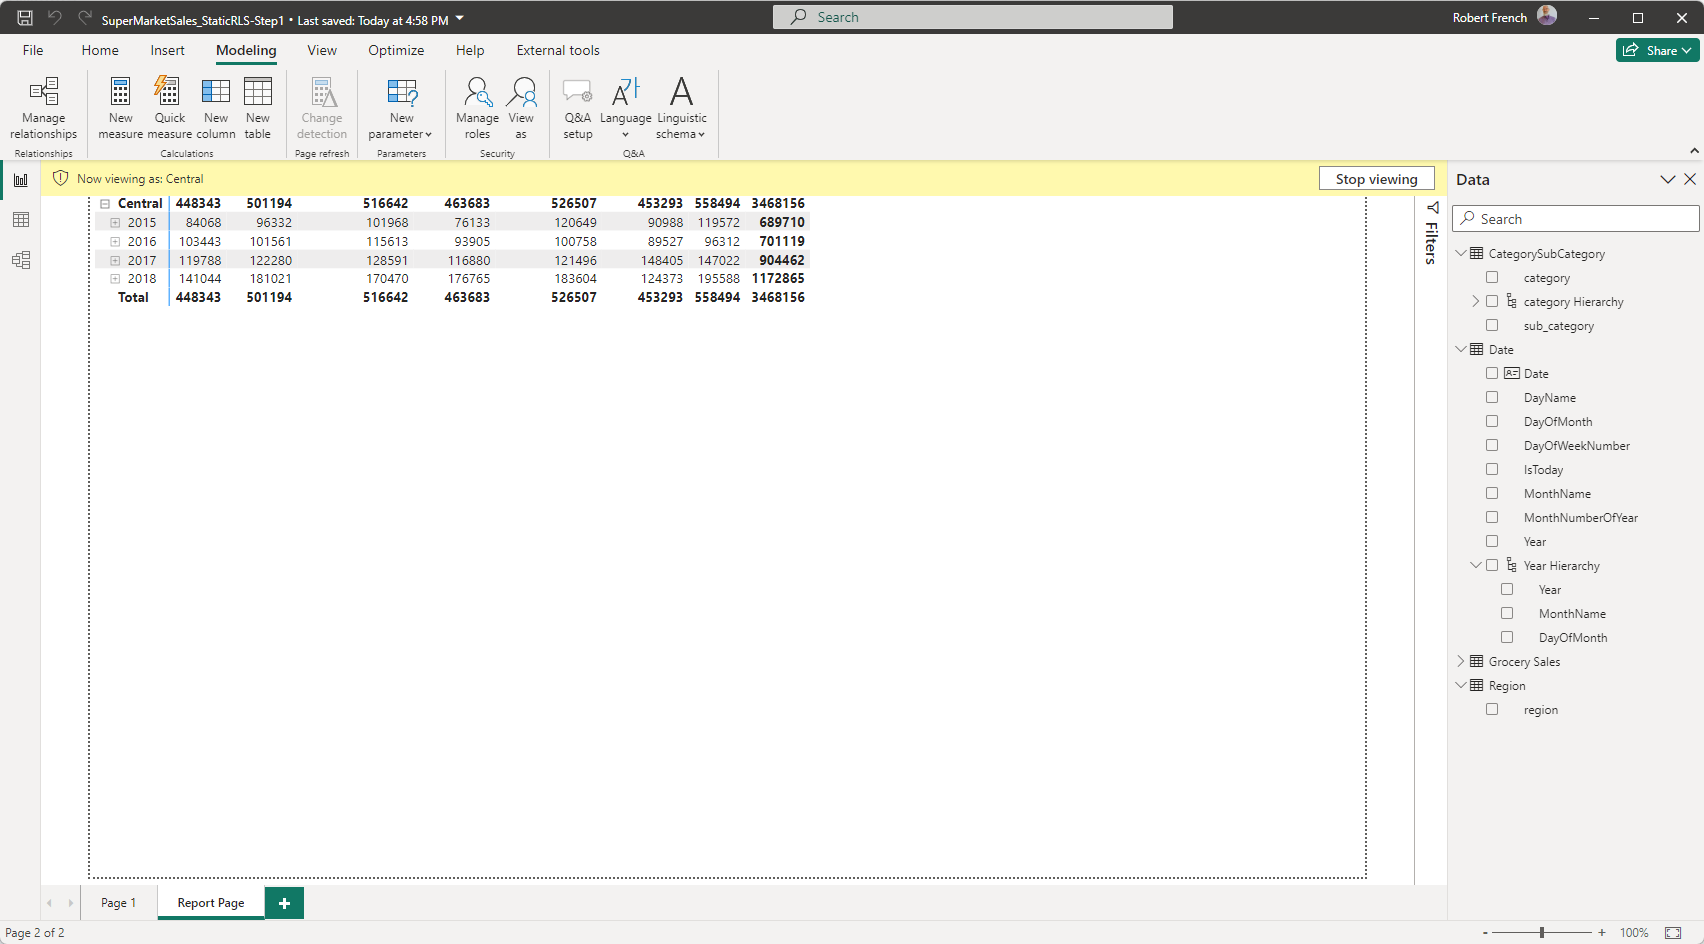 SuperMarketSales_StaticRLS-Step1 • Last saved: Today at 4:58 PM
Search
Robert French
File Home Insert Modeling View Optimize Help External tools
Share
Manage relationships
New measure
Quick measure
New column
New table
Change detection
New parameter
Manage roles
View as
Q&A setup
Language
Linguistic schema
Relationships
Calculations
Page refresh
Parameters
Security
Q&A
Now viewing as: Central
Stop viewing
Central 448343 501194 516642 463683 526507 453293 558494 3468156
2015 84068 96332 101968 76133 120649 90988 119572 689710
2016 103443 101561 115613 93905 100758 89527 96312 701119
2017 119788 122280 128591 116880 121496 148405 147022 904462
2018 141044 181021 170470 176765 183604 124373 195588 1172865
Total 448343 501194 516642 463683 526507 453293 558494 3468156
Filters
Data
Search
CategorySubCategory
category
category Hierarchy
sub_category
Date
Date
DayName
DayOfMonth
DayOfWeekNumber
IsToday
MonthName
MonthNumberOfYear
Year
Year Hierarchy
Year
MonthName
DayOfMonth
Grocery Sales
Region
region
Page 1
Report Page
+
Page 2 of 2
- + 100%